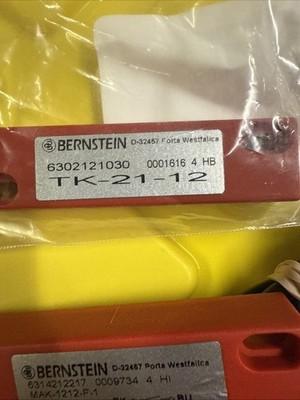 BERNSTEIN D-32457 Porta Westfalica
6302121030 0001616 4 HB
TK-21-12
BERNSTEIN D-32457 Porta Westfalica
6314212217 0009734 4 HI
MAK-1212-F-1
BU